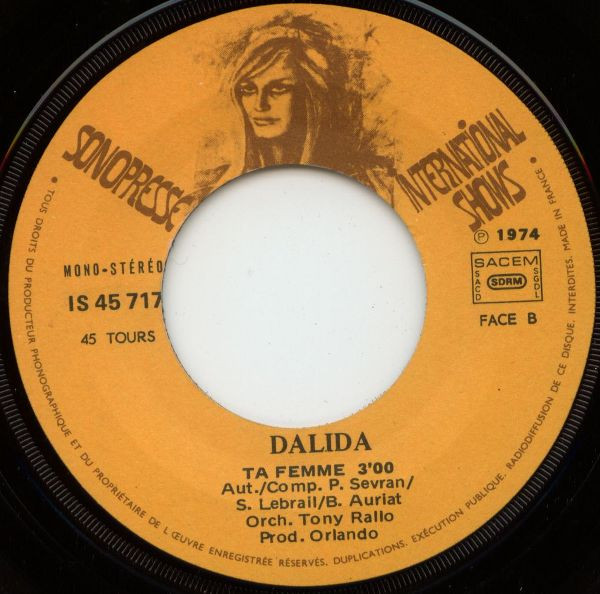 SONOPRESSE
INTERNATIONAL
SHOWS
℗ 1974
MONO-STÉRÉO
IS 45 717
45 TOURS
SACEM
SACD
SDRM
SGDL
FACE B
DALIDA
TA FEMME 3'00
Aut./Comp. P. Sevran/
S. Lebrail/B. Auriat
Orch. Tony Rallo
Prod. Orlando
• TOUS DROITS DU PRODUCTEUR PHONOGRAPHIQUE ET DU PROPRIÉTAIRE DE L'ŒUVRE ENREGISTRÉE RÉSERVÉS. DUPLICATIONS, EXÉCUTION PUBLIQUE, RADIODIFFUSION DE CE DISQUE, INTERDITES. MADE IN FRANCE •